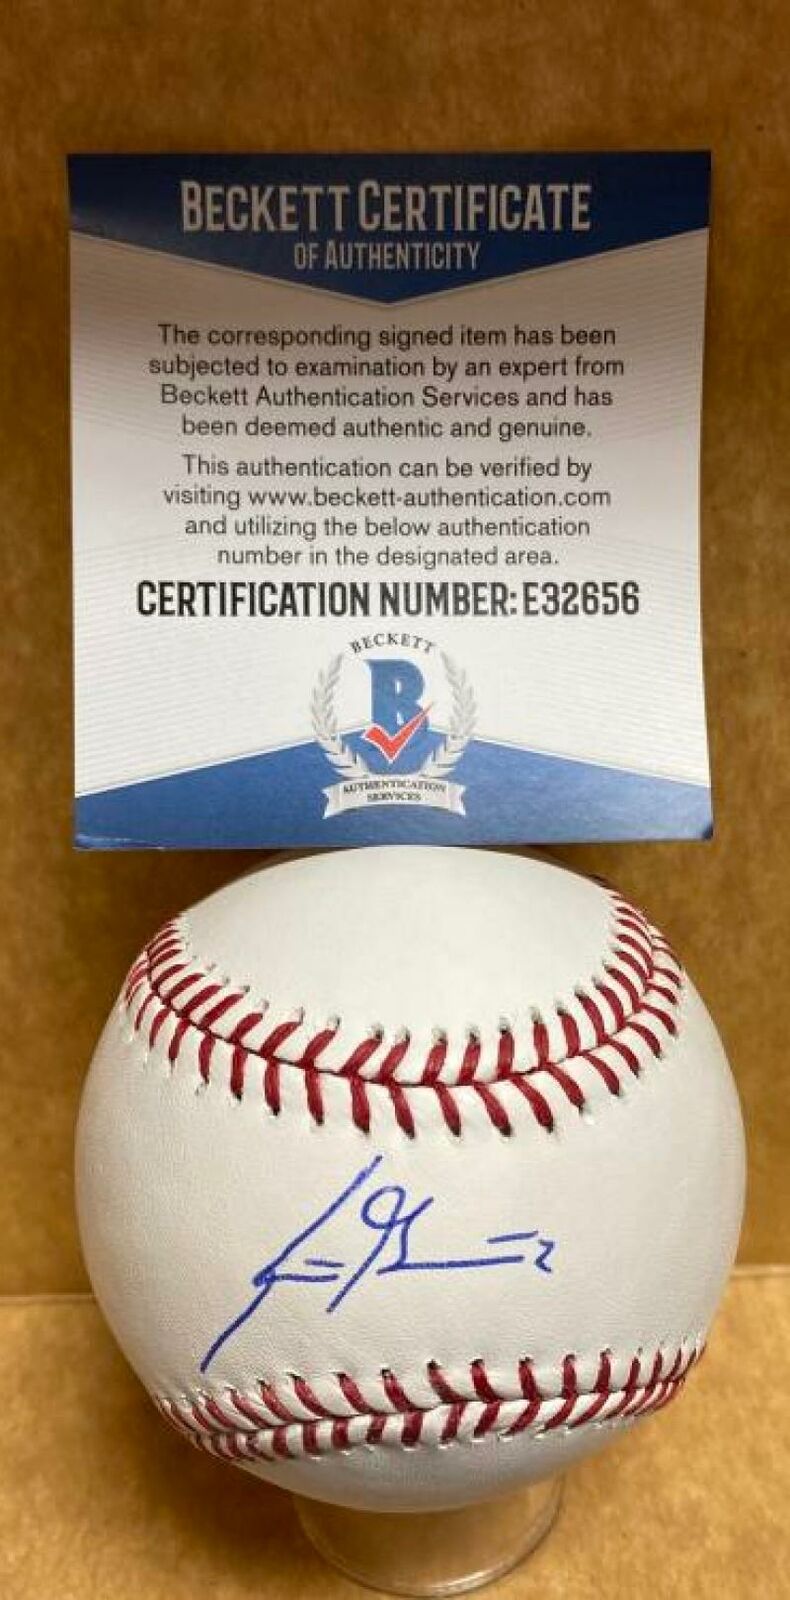 BECKETT CERTIFICATE
OF AUTHENTICITY
The corresponding signed item has been
subjected to examination by an expert from
Beckett Authentication Services and has
been deemed authentic and genuine.
This authentication can be verified by
visiting www.beckett-authentication.com
and utilizing the below authentication
number in the designated area.
CERTIFICATION NUMBER: E32656
BECKETT
B
AUTHENTICATION
SERVICES